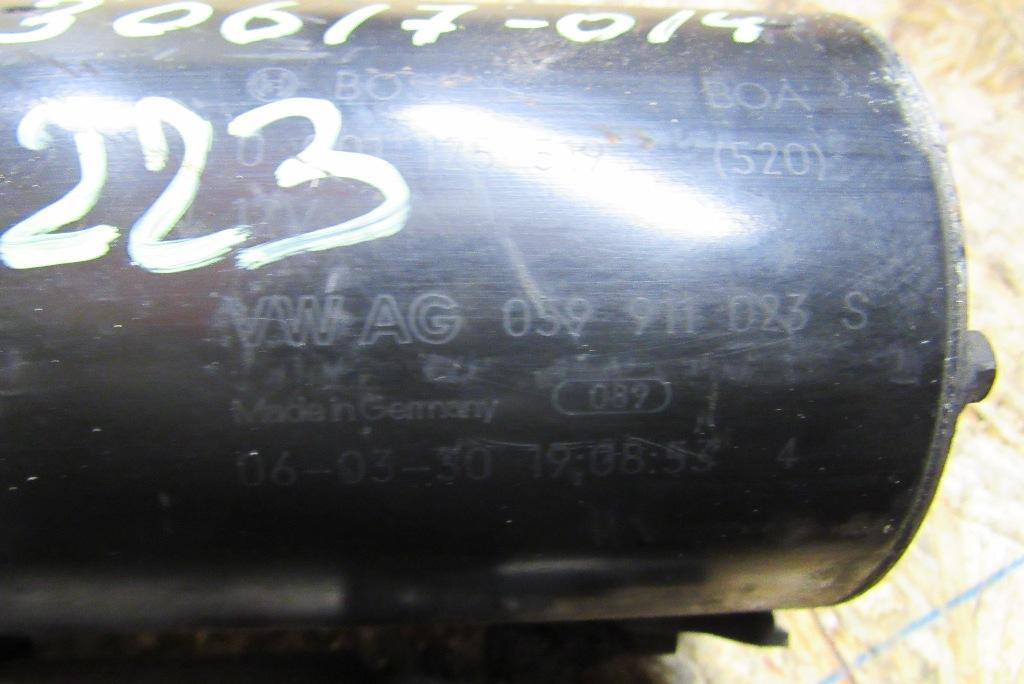 30617-014
BOSCH BOA
223
(520)
12V
VW AG 059 911 023 S
Made in Germany 089
06-03-30 19:08:53 4